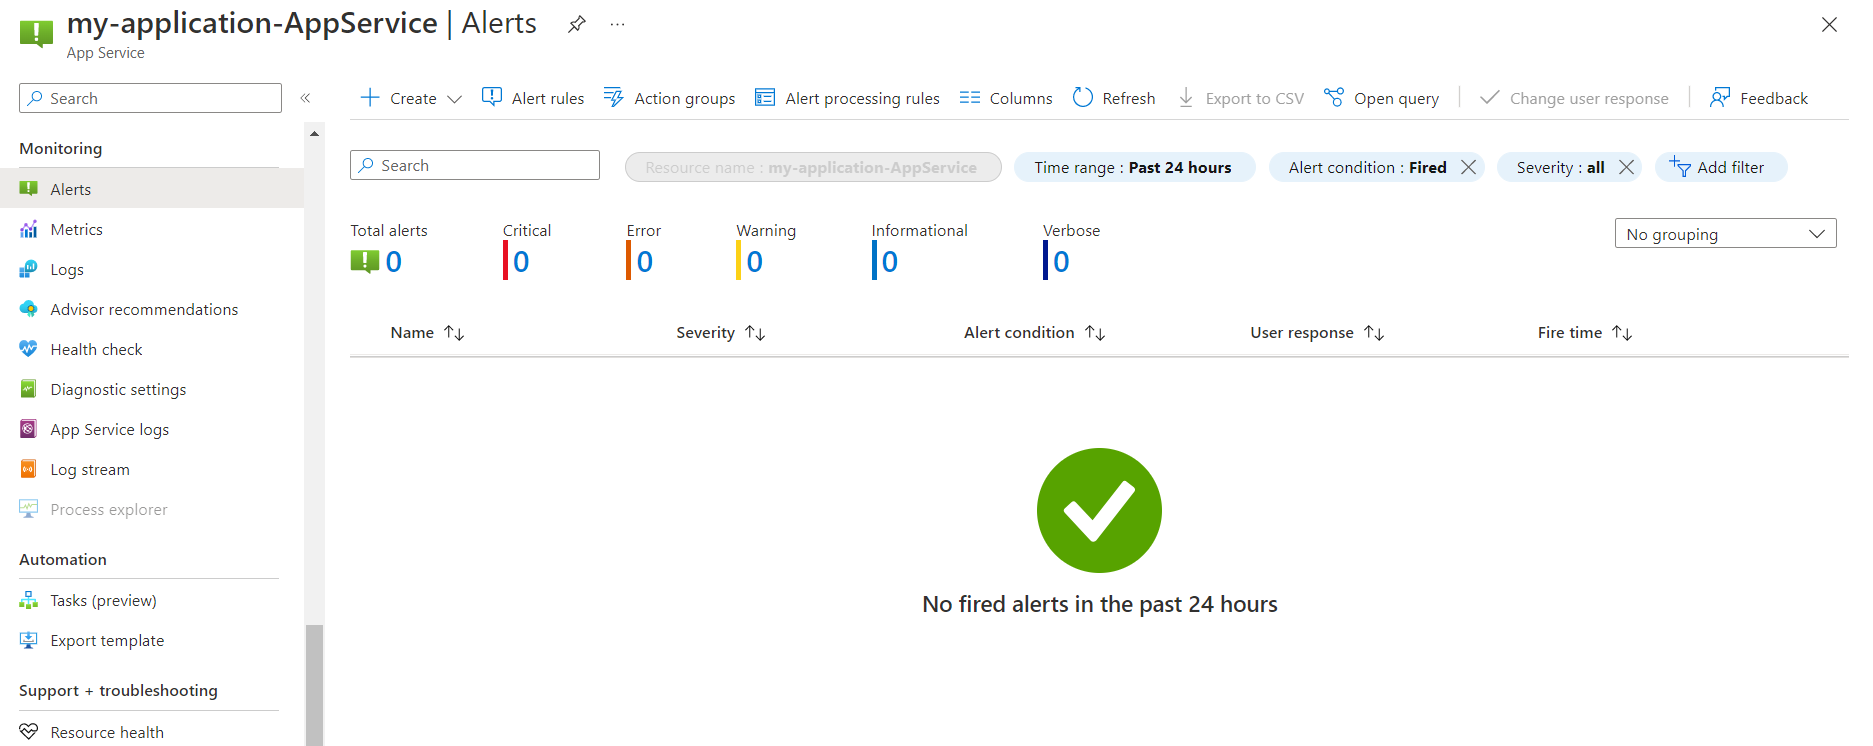 my-application-AppService | Alerts
App Service
Search
Create
Alert rules
Action groups
Alert processing rules
Columns
Refresh
Export to CSV
Open query
Change user response
Feedback
Monitoring
Alerts
Metrics
Logs
Advisor recommendations
Health check
Diagnostic settings
App Service logs
Log stream
Process explorer
Automation
Tasks (preview)
Export template
Support + troubleshooting
Resource health
Search
Resource name : my-application-AppService
Time range : Past 24 hours
Alert condition : Fired
Severity : all
Add filter
Total alerts
0
Critical
0
Error
0
Warning
0
Informational
0
Verbose
0
No grouping
Name
Severity
Alert condition
User response
Fire time
No fired alerts in the past 24 hours